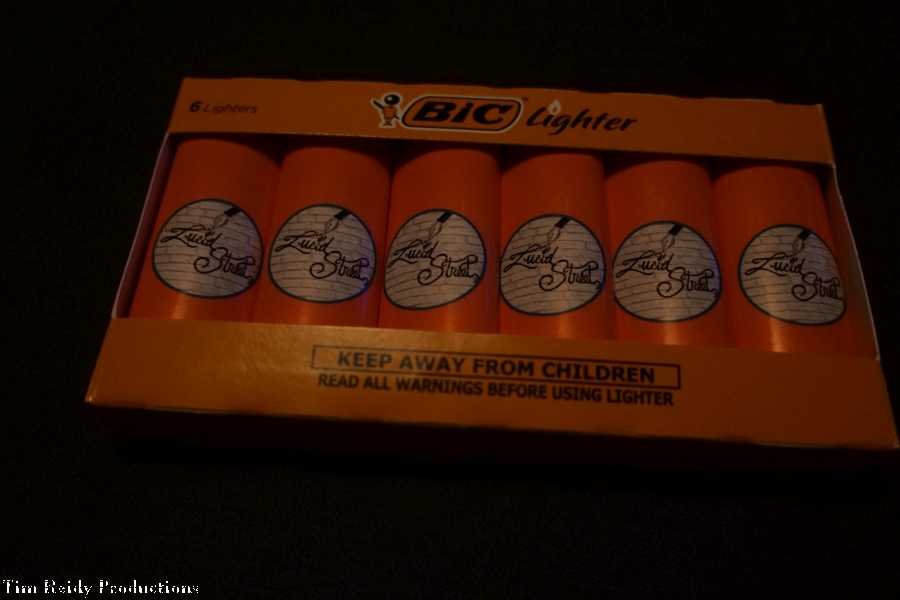 6 Lighters
BiC Lighter
Lucid Street
Lucid Street
Lucid Street
Lucid Street
Lucid Street
Lucid Street
KEEP AWAY FROM CHILDREN
READ ALL WARNINGS BEFORE USING LIGHTER
Tim Reidy Productions